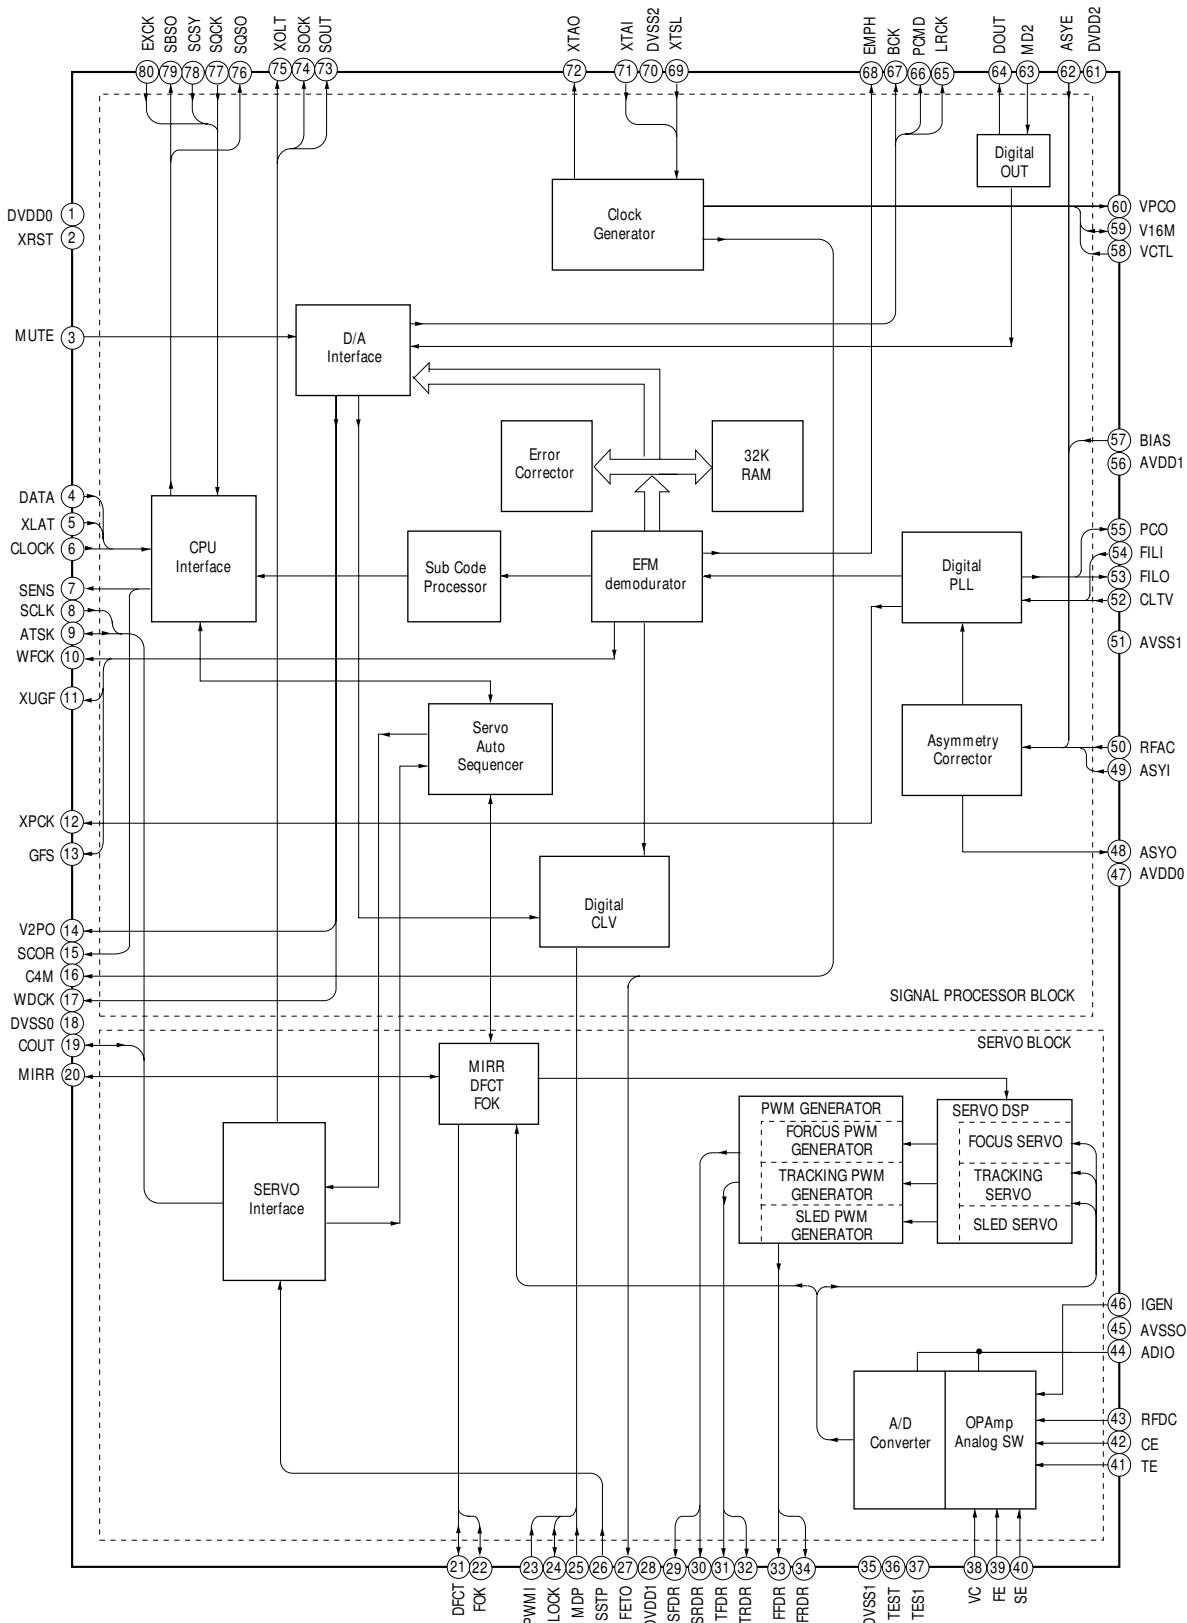 EXCK
SBSO
SCSY
SQCK
SQSO
XOLT
SOCK
SOUT
XTAO
XTAI
DVSS2
XTSL
EMPH
BCK
PCMD
LRCK
DOUT
MD2
ASYE
DVDD2
80
79
78
77
76
75
74
73
72
71
70
69
68
67
66
65
64
63
62
61
Digital
OUT
Clock
Generator
DVDD0 1
XRST 2
MUTE 3
60 VPCO
59 V16M
58 VCTL
D/A
Interface
Error
Corrector
32K
RAM
57 BIAS
56 AVDD1
DATA 4
XLAT 5
CLOCK 6
SENS 7
SCLK 8
ATSK 9
WFCK 10
XUGF 11
CPU
Interface
Sub Code
Processor
EFM
demodurator
Digital
PLL
55 PCO
54 FILI
53 FILO
52 CLTV
51 AVSS1
Servo
Auto
Sequencer
Asymmetry
Corrector
50 RFAC
49 ASYI
XPCK 12
GFS 13
48 ASYO
47 AVDD0
Digital
CLV
V2PO 14
SCOR 15
C4M 16
WDCK 17
DVSS0 18
COUT 19
MIRR 20
SIGNAL PROCESSOR BLOCK
SERVO BLOCK
MIRR
DFCT
FOK
PWM GENERATOR
FORCUS PWM
GENERATOR
TRACKING PWM
GENERATOR
SLED PWM
GENERATOR
SERVO DSP
FOCUS SERVO
TRACKING
SERVO
SLED SERVO
SERVO
Interface
46 IGEN
45 AVSSO
44 ADIO
43 RFDC
42 CE
41 TE
A/D
Converter
OPAmp
Analog SW
21
22
23
24
25
26
27
28
29
30
31
32
33
34
35
36
37
38
39
40
DFCT
FOK
PWMI
LOCK
MDP
SSTP
FETO
DVDD1
SFDR
SRDR
TFDR
TRDR
FFDR
FRDR
DVSS1
TEST
TES1
VC
FE
SE